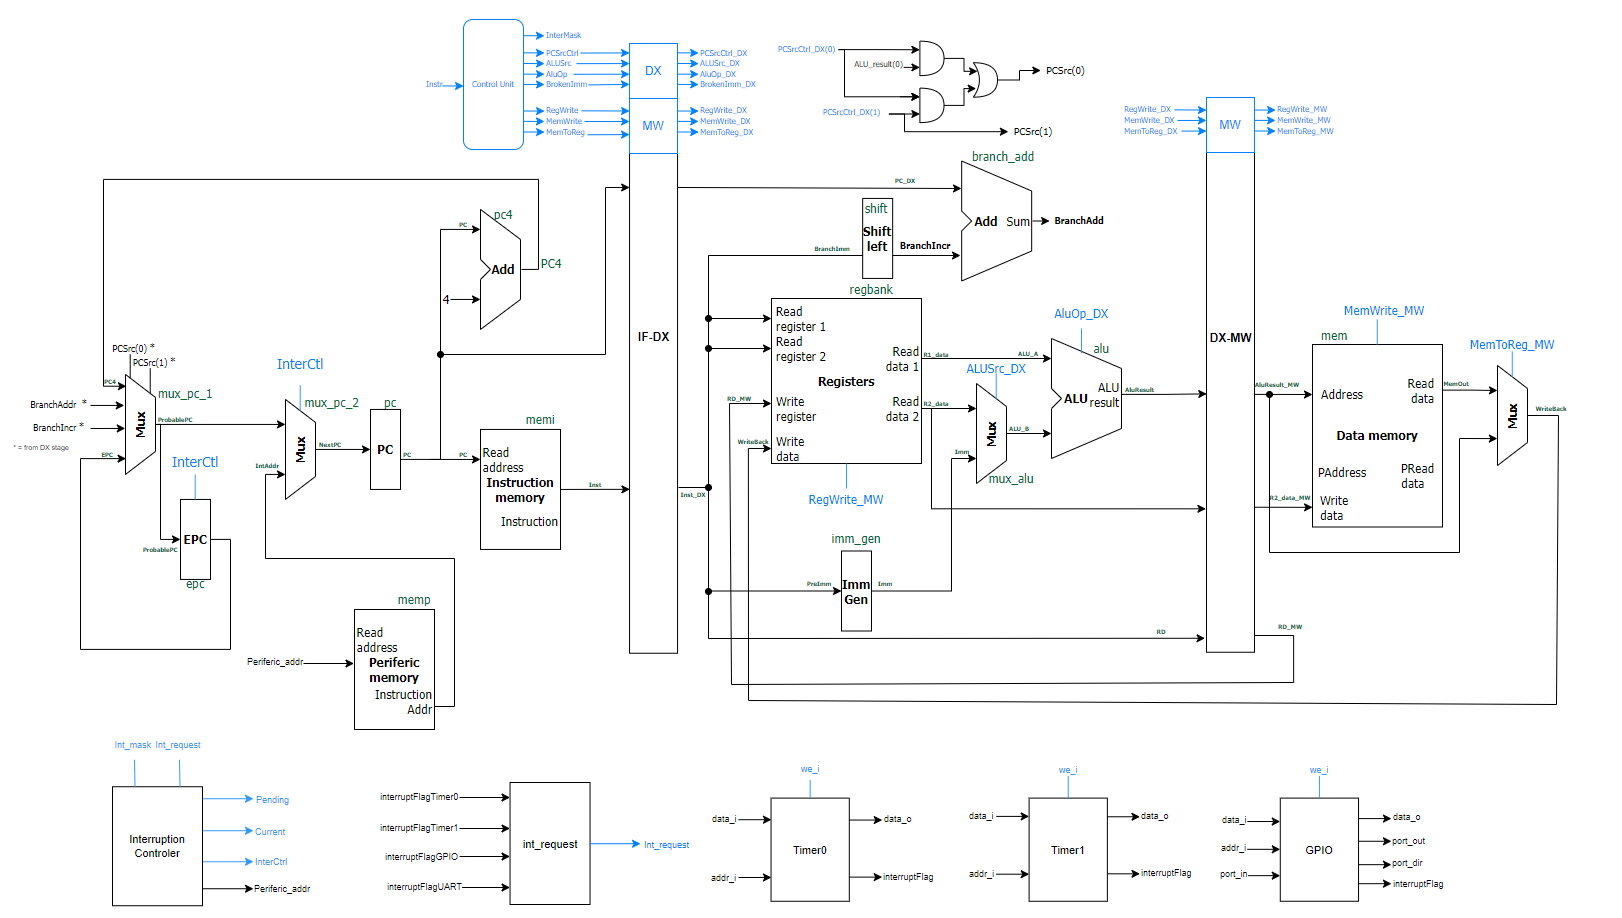 InterMask
PCSrcCtrl
ALUSrc
AluOp
BrokenImm
Instr
Control Unit
RegWrite
MemWrite
MemToReg
DX
MW
PCSrcCtrl_DX
ALUSrc_DX
AluOp_DX
BrokenImm_DX
RegWrite_DX
MemWrite_DX
MemToReg_DX
PCSrcCtrl_DX(0)
ALU_result(0)
PCSrcCtrl_DX(1)
PCSrc(0)
PCSrc(1)
RegWrite_DX
MemWrite_DX
MemToReg_DX
MW
RegWrite_MW
MemWrite_MW
MemToReg_MW
branch_add
PC_DX
Add
Sum
BranchAdd
shift
Shift
left
BranchImm
BranchIncr
pc4
PC
Add
PC4
4
IF-DX
DX-MW
regbank
Read
register 1
Read
register 2
Registers
Read
data 1
Read
data 2
Write
register
Write
data
RD_MW
WriteBack
RegWrite_MW
R1_data
R2_data
ALU_A
ALU_B
Imm
ALUSrc_DX
Mux
mux_alu
AluOp_DX
alu
ALU
ALU
result
AluResult
AluResult_MW
R2_data_MW
MemWrite_MW
mem
Address
Read
data
Data memory
PAddress
PRead
data
Write
data
MemOut
MemToReg_MW
Mux
WriteBack
PCSrc(0) *
PCSrc(1) *
PC4
mux_pc_1
BranchAddr *
BranchIncr *
* = from DX stage
EPC
Mux
ProbablePC
InterCtl
mux_pc_2
Mux
IntAddr
NextPC
pc
PC
PC
PC
memi
Read
address
Instruction
memory
Instruction
Inst
Inst_DX
InterCtl
EPC
ProbablePC
epc
imm_gen
PreImm
Imm
Gen
Imm
RD
RD_MW
memp
Read
address
Periferic
memory
Instruction
Addr
Periferic_addr
Int_mask
Int_request
Interruption
Controler
Pending
Current
InterCtrl
Periferic_addr
interruptFlagTimer0
interruptFlagTimer1
interruptFlagGPIO
interruptFlagUART
int_request
Int_request
we_i
data_i
addr_i
Timer0
data_o
interruptFlag
we_i
data_i
addr_i
Timer1
data_o
interruptFlag
we_i
data_i
addr_i
port_in
GPIO
data_o
port_out
port_dir
interruptFlag